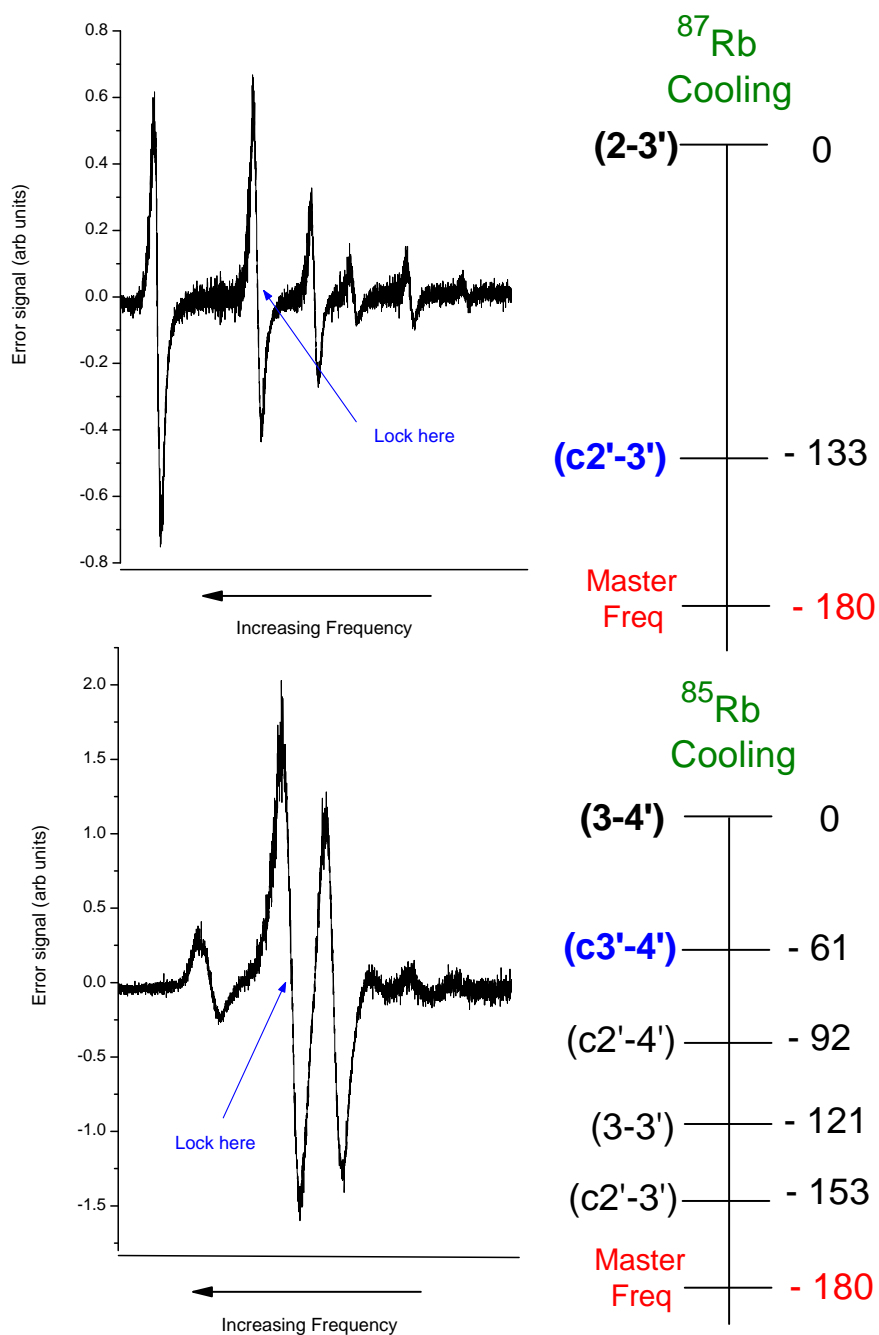 0.8
0.6
0.4
0.2
0.0
-0.2
-0.4
-0.6
-0.8
Error signal (arb units)
Lock here
Increasing Frequency
87Rb
Cooling
(2-3') 0
(c2'-3') - 133
Master
Freq - 180
2.0
1.5
1.0
0.5
0.0
-0.5
-1.0
-1.5
Error signal (arb units)
Lock here
Increasing Frequency
85Rb
Cooling
(3-4') 0
(c3'-4') - 61
(c2'-4') - 92
(3-3') - 121
(c2'-3') - 153
Master
Freq - 180